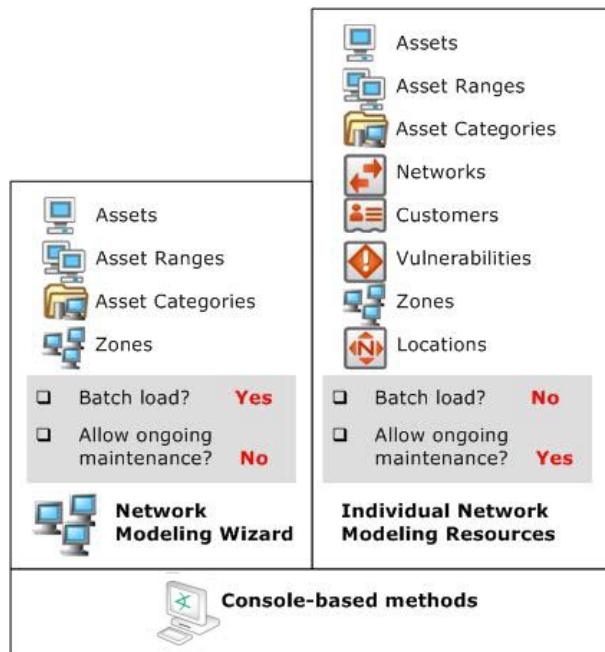 Assets
Asset Ranges
Asset Categories
Zones
Batch load? Yes
Allow ongoing
maintenance? No
Network
Modeling Wizard
Assets
Asset Ranges
Asset Categories
Networks
Customers
Vulnerabilities
Zones
Locations
Batch load? No
Allow ongoing
maintenance? Yes
Individual Network
Modeling Resources
Console-based methods